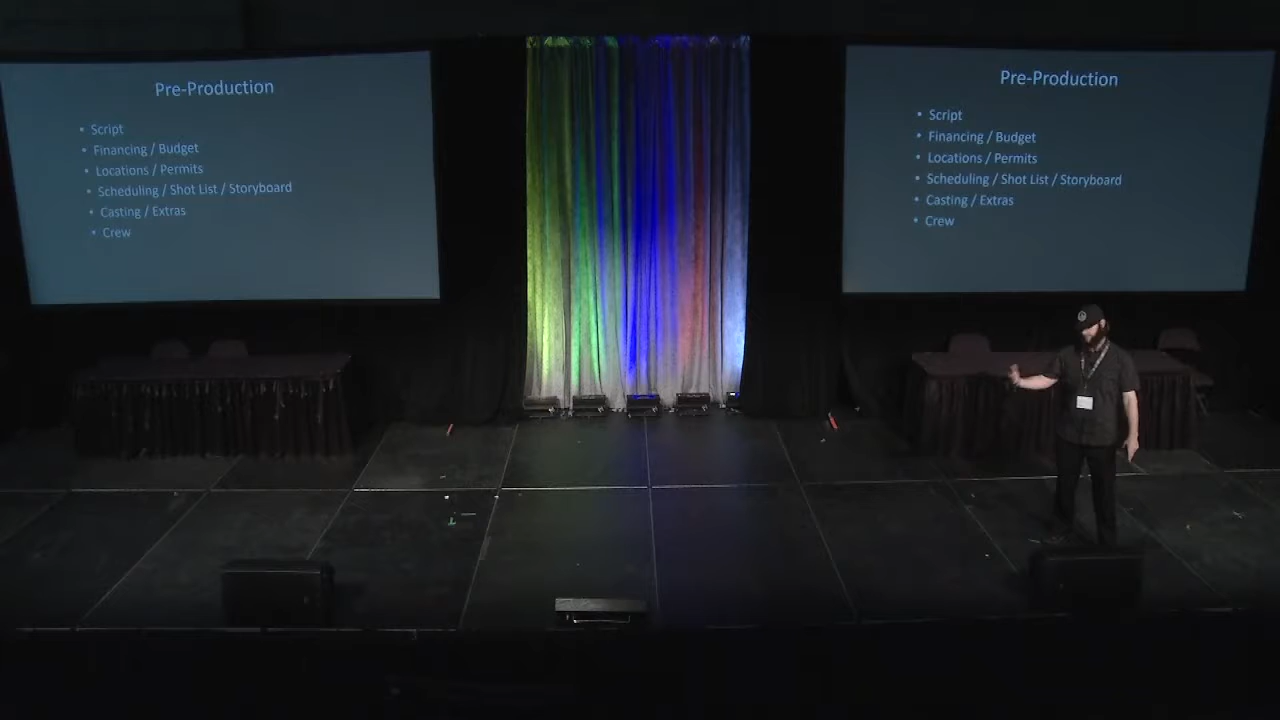 Pre-Production
• Script
• Financing / Budget
• Locations / Permits
• Scheduling / Shot List / Storyboard
• Casting / Extras
• Crew
Pre-Production
• Script
• Financing / Budget
• Locations / Permits
• Scheduling / Shot List / Storyboard
• Casting / Extras
• Crew